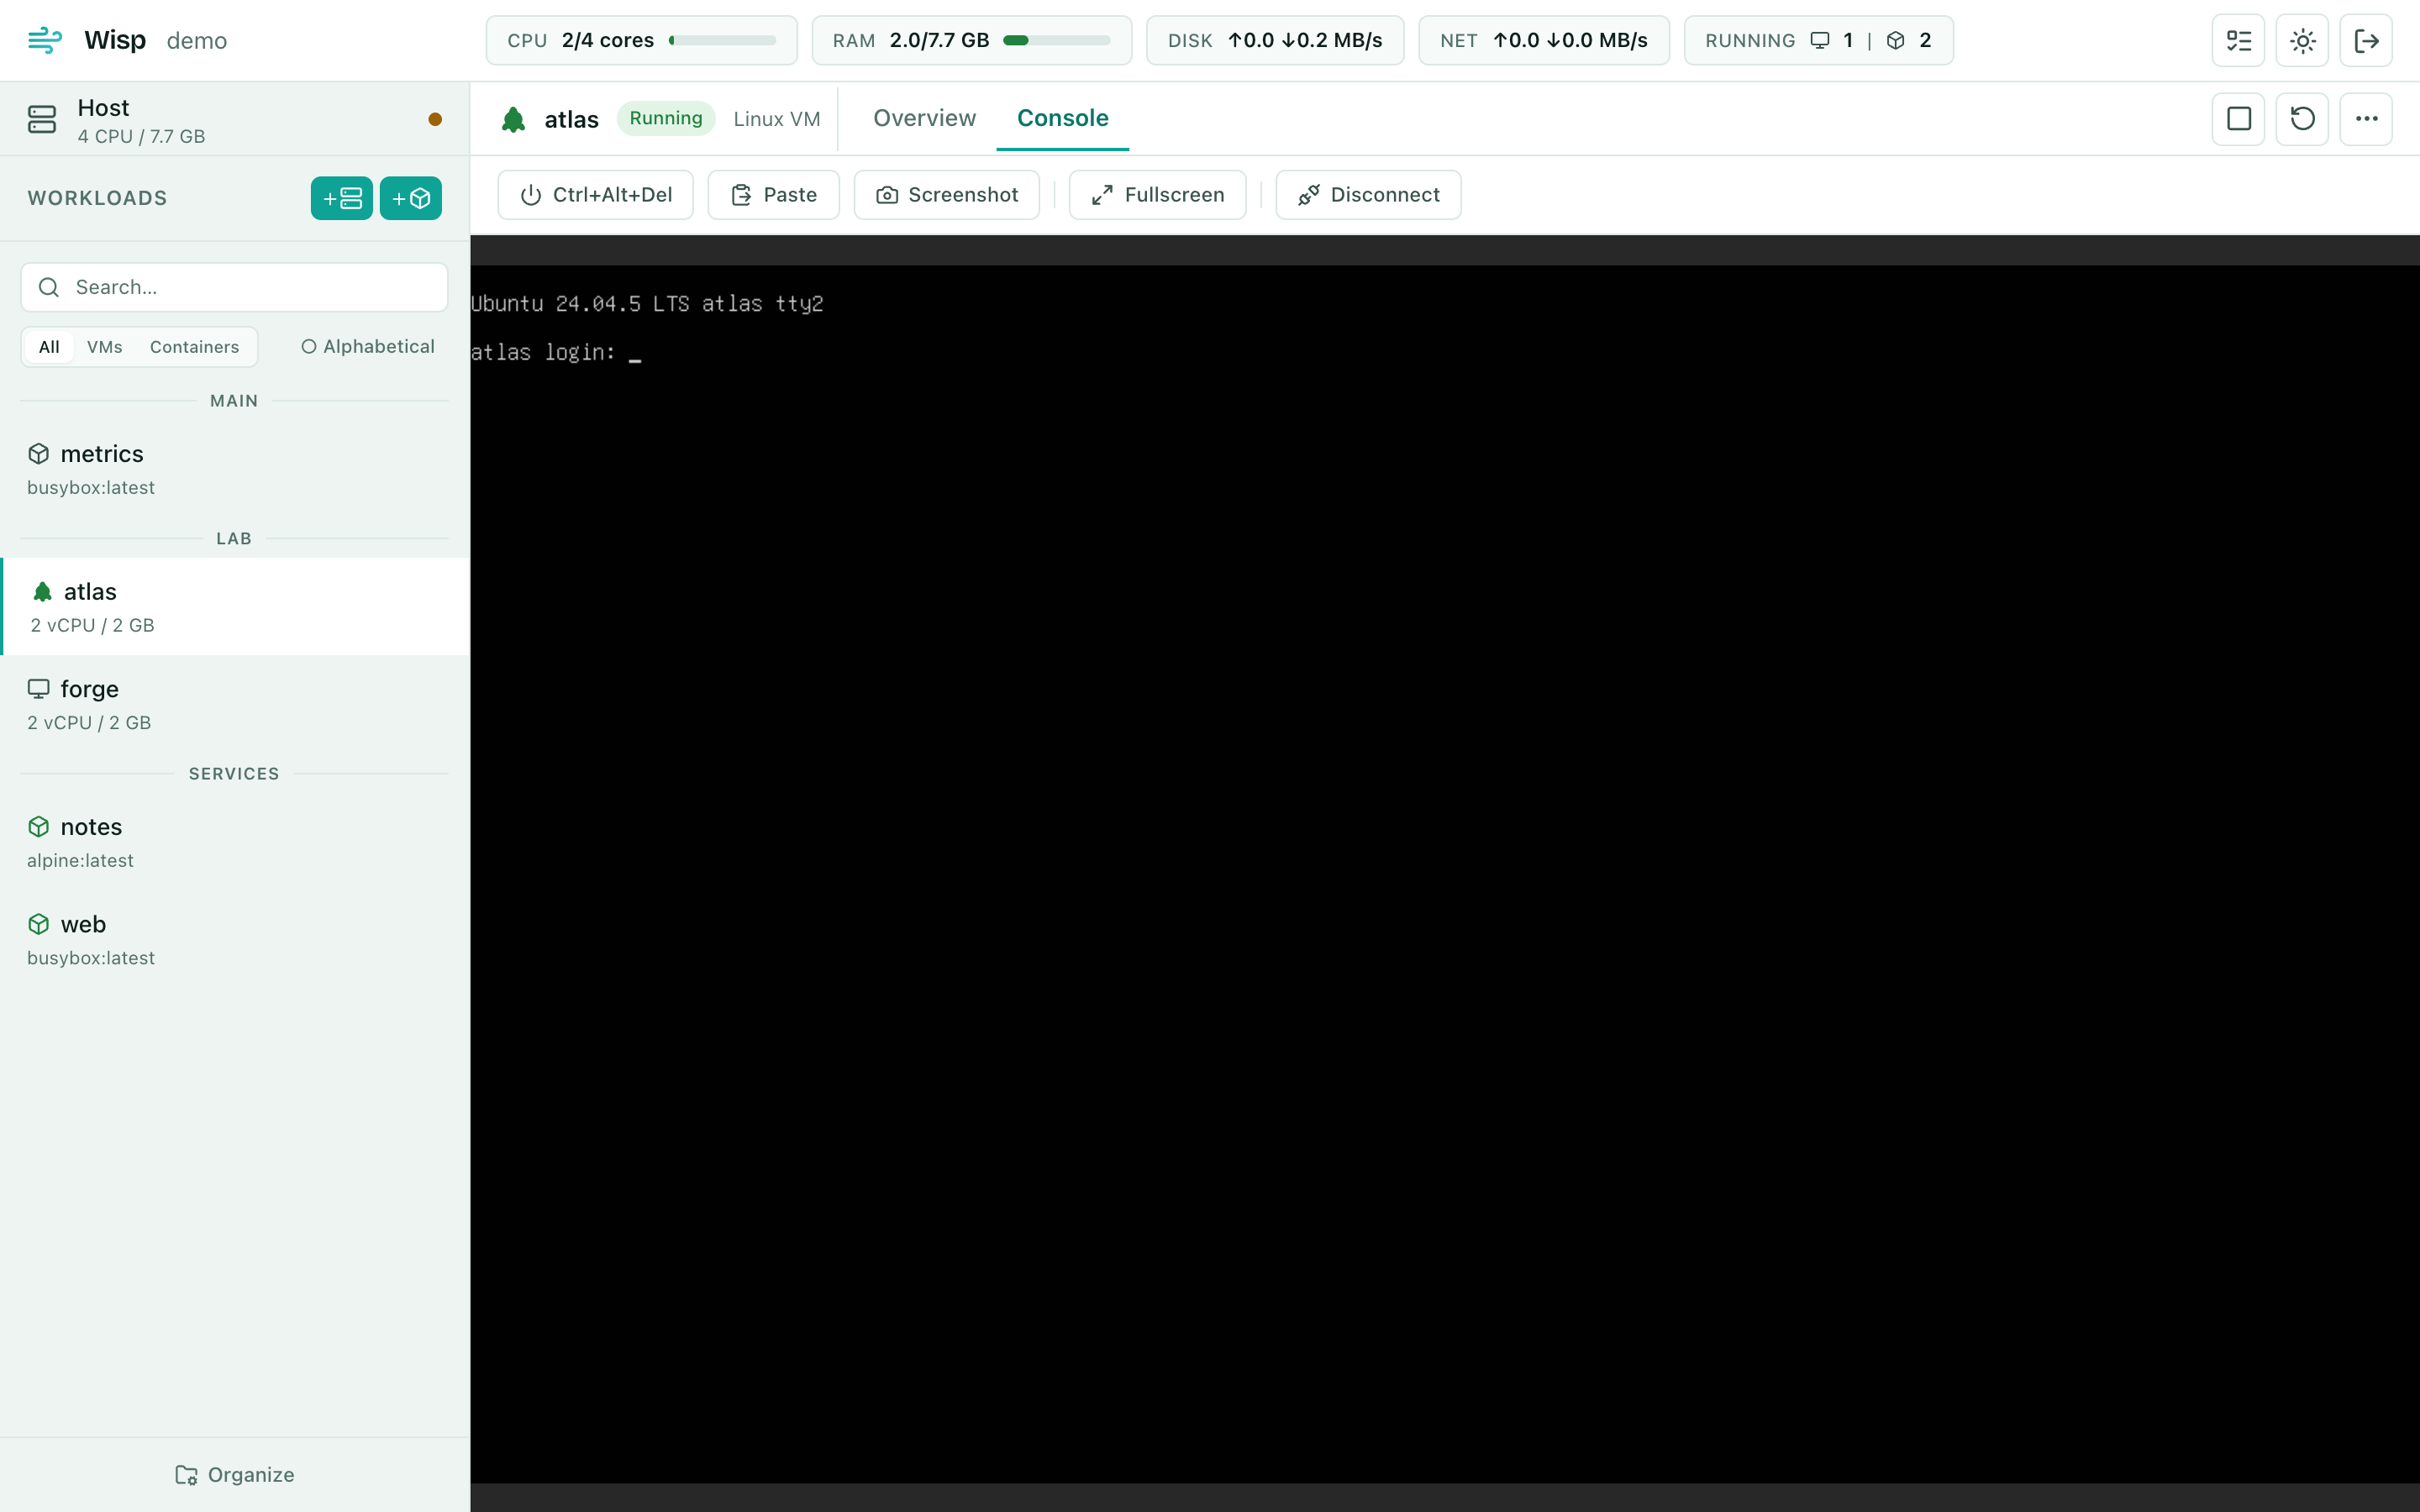 Wisp demo
CPU 2/4 cores
RAM 2.0/7.7 GB
DISK ↑0.0 ↓0.2 MB/s
NET ↑0.0 ↓0.0 MB/s
RUNNING 1 | 2
Host
4 CPU / 7.7 GB
atlas Running Linux VM
Overview
Console
WORKLOADS
+
+
Ctrl+Alt+Del
Paste
Screenshot
Fullscreen
Disconnect
Search...
All VMs Containers
Alphabetical
MAIN
metrics
busybox:latest
LAB
atlas
2 vCPU / 2 GB
forge
2 vCPU / 2 GB
SERVICES
notes
alpine:latest
web
busybox:latest
Organize
Ubuntu 24.04.5 LTS atlas tty2
atlas login: _